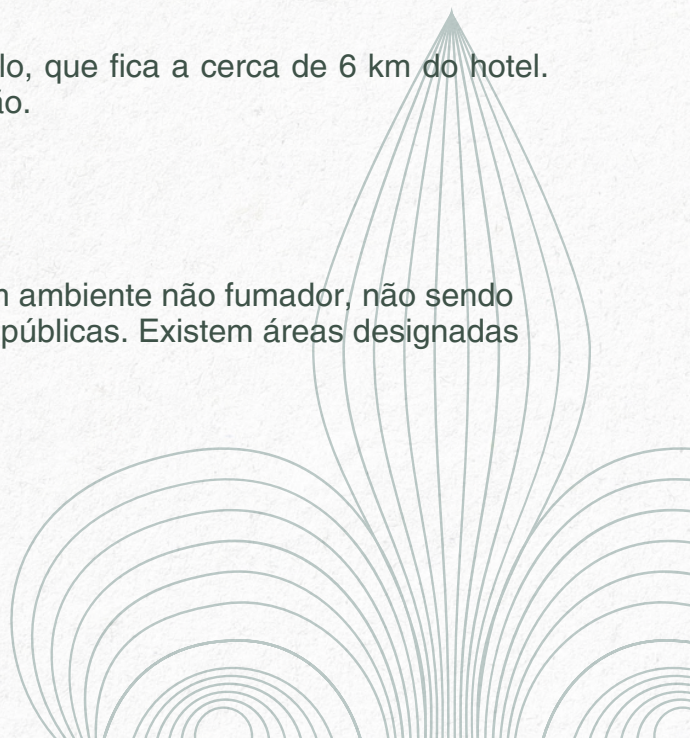 lo, que fica a cerca de 6 km do hotel.
ão.
ambiente não fumador, não sendo
públicas. Existem áreas designadas